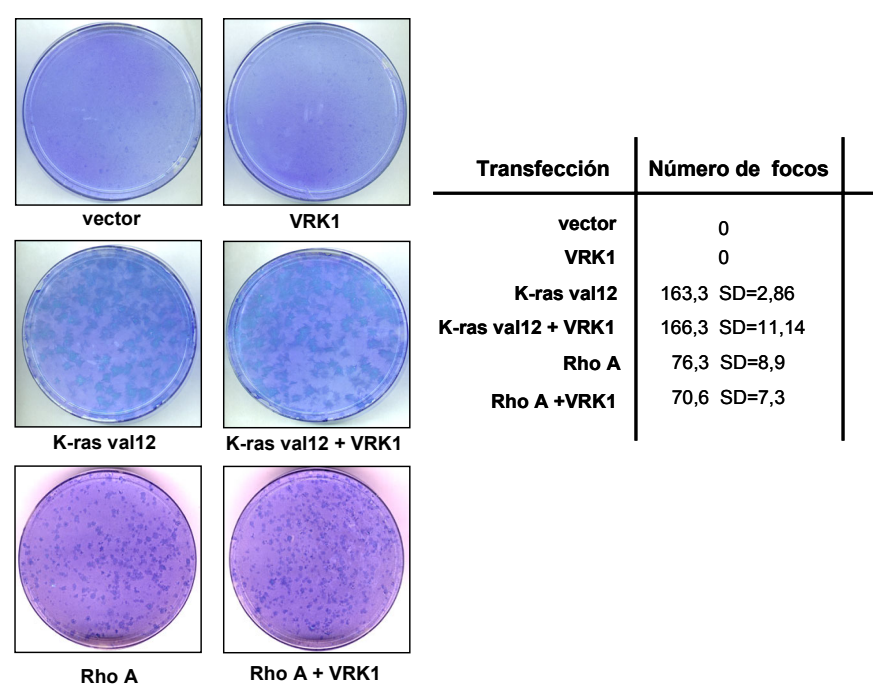 vector
VRK1
K-ras val12
K-ras val12 + VRK1
Rho A
Rho A + VRK1
Transfección Número de focos
vector 0
VRK1 0
K-ras val12 163,3 SD=2,86
K-ras val12 + VRK1 166,3 SD=11,14
Rho A 76,3 SD=8,9
Rho A +VRK1 70,6 SD=7,3